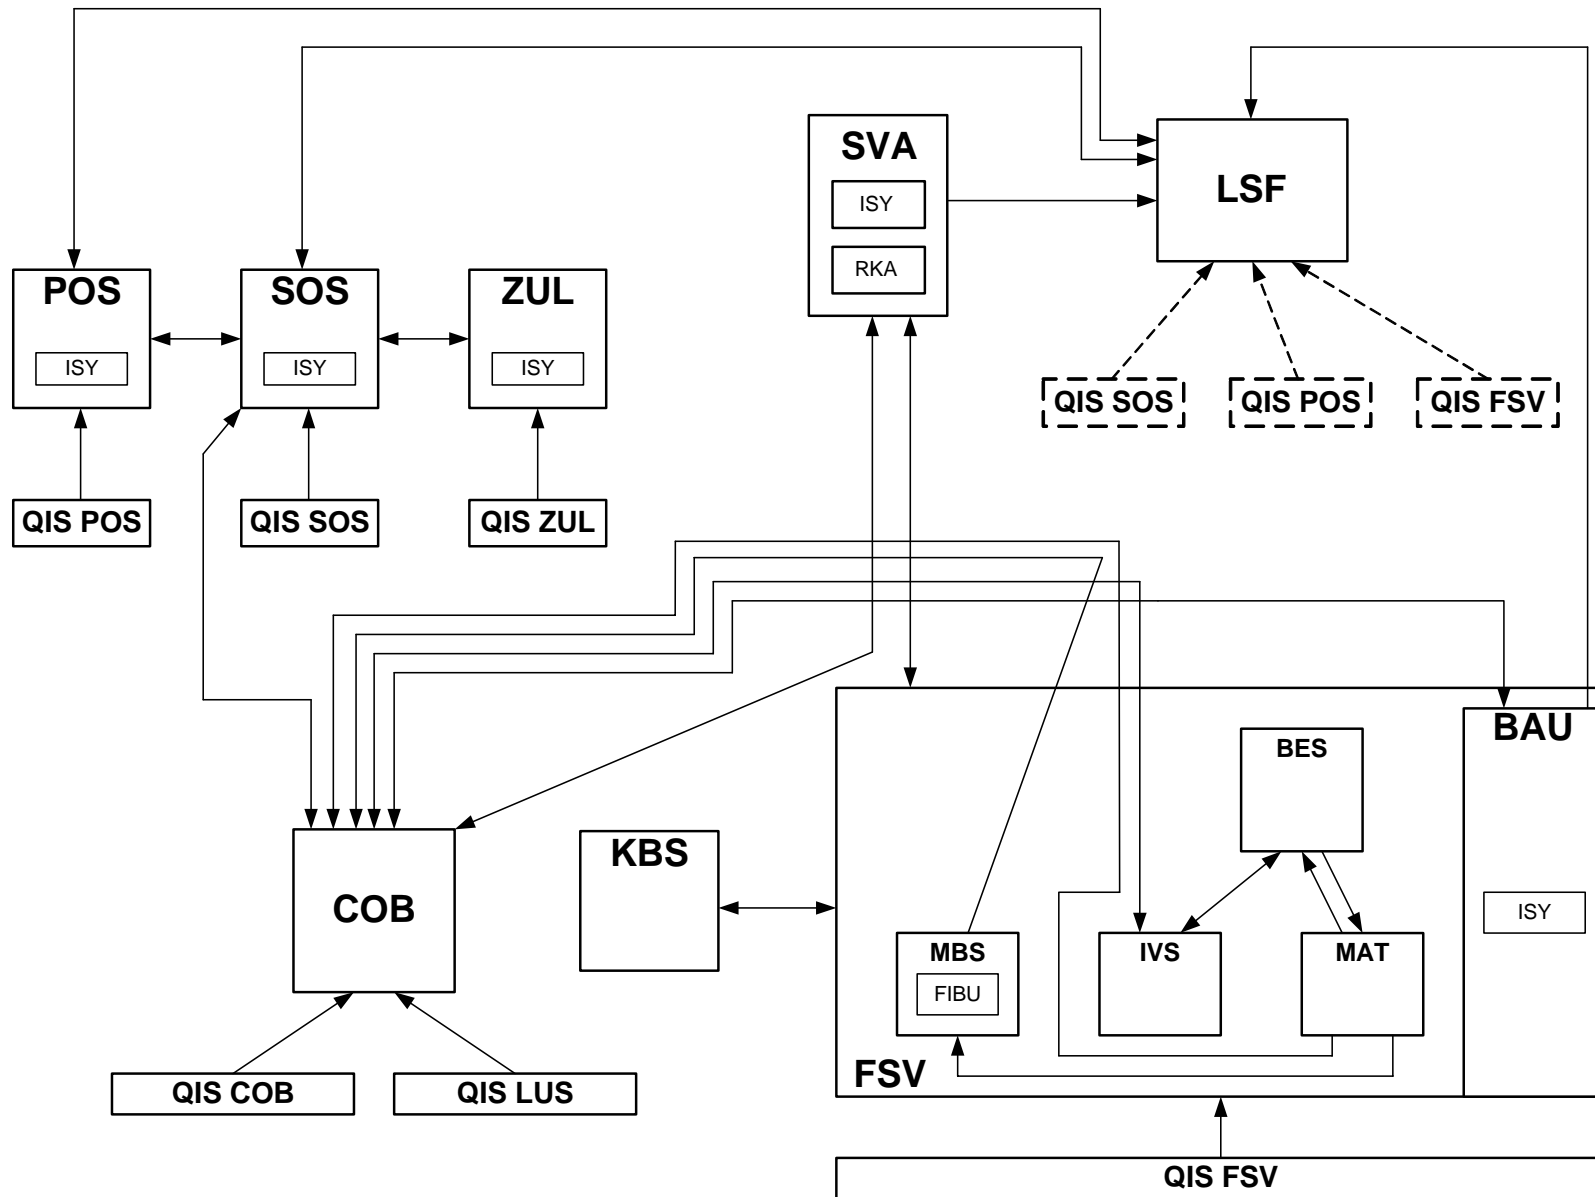 SVA
ISY
RKA
LSF
POS
ISY
SOS
ISY
ZUL
ISY
QIS SOS
QIS POS
QIS FSV
QIS POS
QIS SOS
QIS ZUL
BAU
ISY
BES
KBS
COB
MBS
FIBU
IVS
MAT
FSV
QIS COB
QIS LUS
QIS FSV